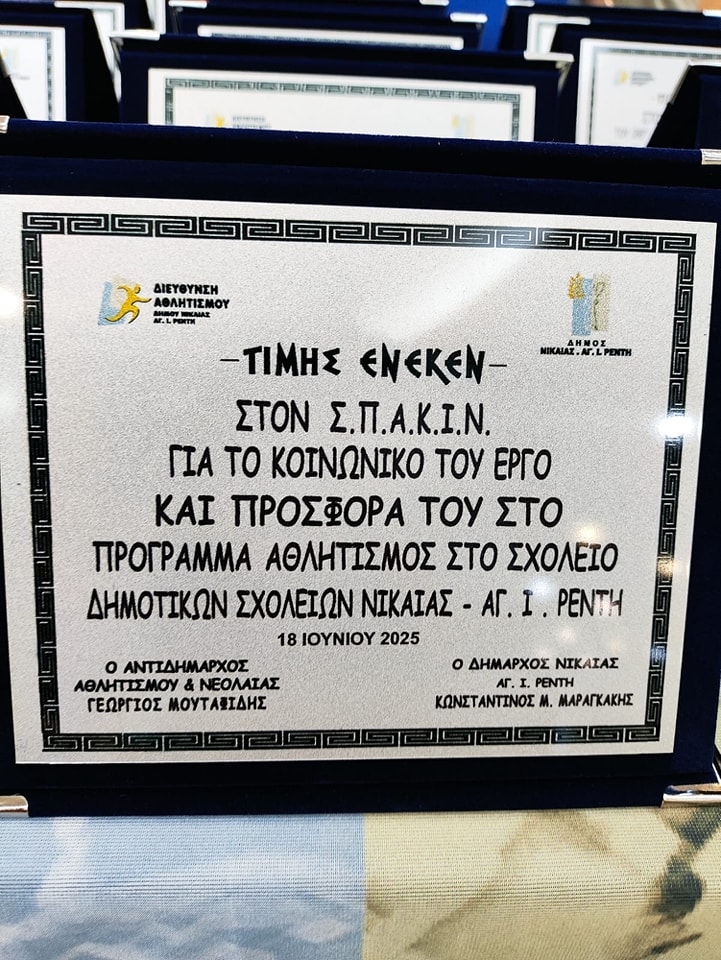 ΔΙΕΥΘΥΝΣΗ
ΑΘΛΗΤΙΣΜΟΥ
ΔΗΜΟΥ ΝΙΚΑΙΑΣ
ΑΓ. Ι. ΡΕΝΤΗ
ΔΗΜΟΣ
ΝΙΚΑΙΑΣ . ΑΓ. Ι. ΡΕΝΤΗ
–ΤΙΜΗΣ ΕΝΕΚΕΝ–
ΣΤΟΝ Σ.Π.Α.Κ.Ι.Ν.
ΓΙΑ ΤΟ ΚΟΙΝΩΝΙΚΟ ΤΟΥ ΕΡΓΟ
ΚΑΙ ΠΡΟΣΦΟΡΑ ΤΟΥ ΣΤΟ
ΠΡΟΓΡΑΜΜΑ ΑΘΛΗΤΙΣΜΟΣ ΣΤΟ ΣΧΟΛΕΙΟ
ΔΗΜΟΤΙΚΩΝ ΣΧΟΛΕΙΩΝ ΝΙΚΑΙΑΣ - ΑΓ. Ι . ΡΕΝΤΗ
18 ΙΟΥΝΙΟΥ 2025
Ο ΑΝΤΙΔΗΜΑΡΧΟΣ
ΑΘΛΗΤΙΣΜΟΥ & ΝΕΟΛΑΙΑΣ
ΓΕΩΡΓΙΟΣ ΜΟΥΤΑΦΙΔΗΣ
Ο ΔΗΜΑΡΧΟΣ ΝΙΚΑΙΑΣ
ΑΓ. Ι. ΡΕΝΤΗ
ΚΩΝΣΤΑΝΤΙΝΟΣ Μ. ΜΑΡΑΓΚΑΚΗΣ